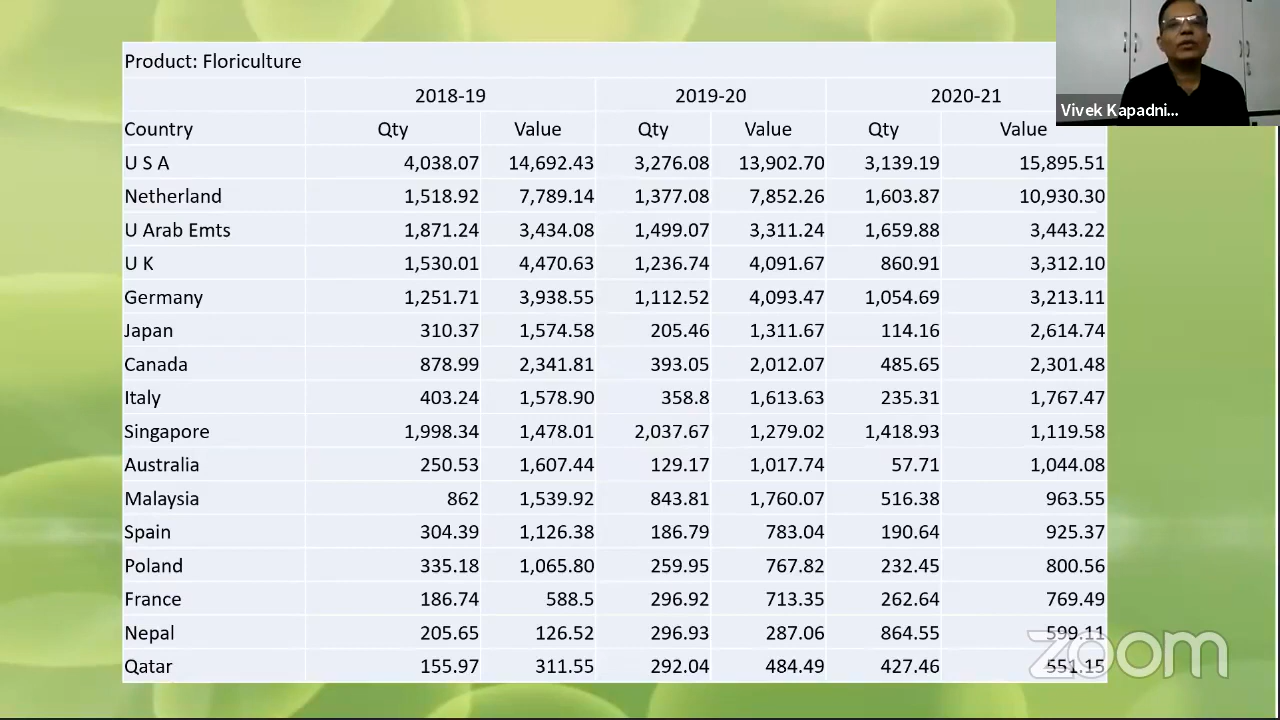 Product: Floriculture
2018-19 2019-20 2020-21
Country Qty Value Qty Value Qty Value
U S A 4,038.07 14,692.43 3,276.08 13,902.70 3,139.19 15,895.51
Netherland 1,518.92 7,789.14 1,377.08 7,852.26 1,603.87 10,930.30
U Arab Emts 1,871.24 3,434.08 1,499.07 3,311.24 1,659.88 3,443.22
U K 1,530.01 4,470.63 1,236.74 4,091.67 860.91 3,312.10
Germany 1,251.71 3,938.55 1,112.52 4,093.47 1,054.69 3,213.11
Japan 310.37 1,574.58 205.46 1,311.67 114.16 2,614.74
Canada 878.99 2,341.81 393.05 2,012.07 485.65 2,301.48
Italy 403.24 1,578.90 358.8 1,613.63 235.31 1,767.47
Singapore 1,998.34 1,478.01 2,037.67 1,279.02 1,418.93 1,119.58
Australia 250.53 1,607.44 129.17 1,017.74 57.71 1,044.08
Malaysia 862 1,539.92 843.81 1,760.07 516.38 963.55
Spain 304.39 1,126.38 186.79 783.04 190.64 925.37
Poland 335.18 1,065.80 259.95 767.82 232.45 800.56
France 186.74 588.5 296.92 713.35 262.64 769.49
Nepal 205.65 126.52 296.93 287.06 864.55 599.11
Qatar 155.97 311.55 292.04 484.49 427.46 551.15
Vivek Kapadni...
zoom